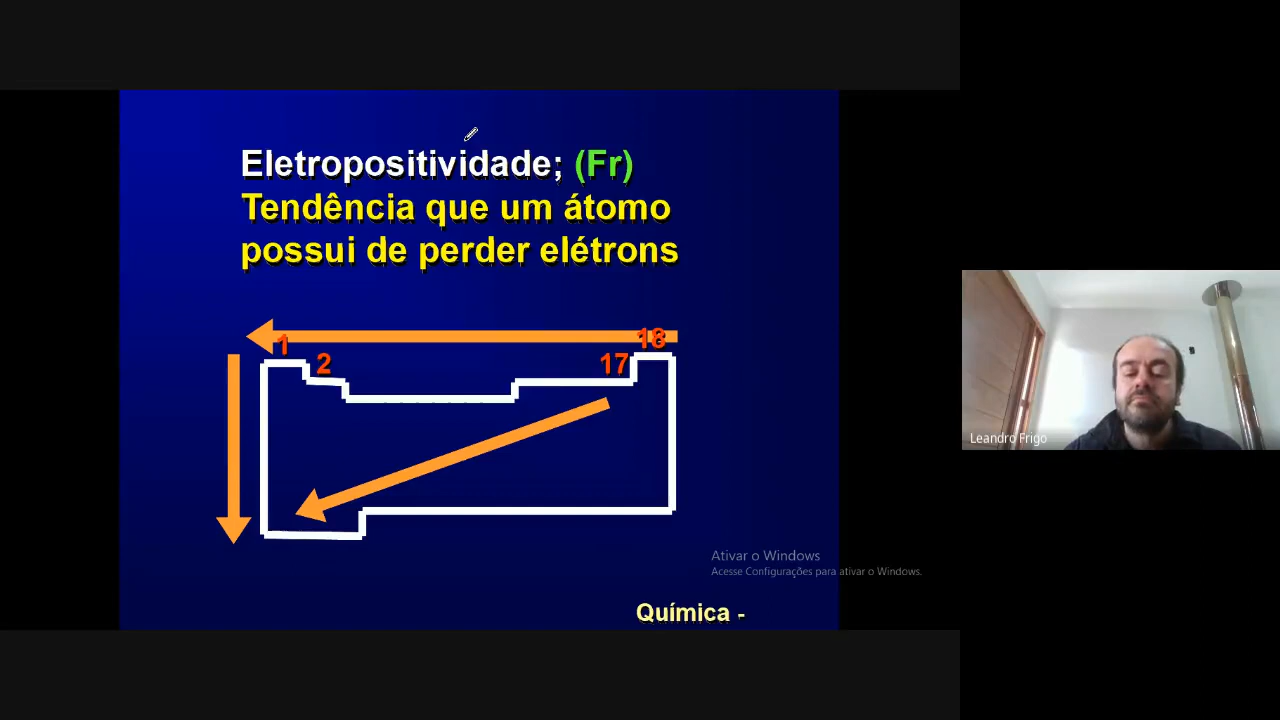 Eletropositividade; (Fr)
Tendência que um átomo
possui de perder elétrons
1
2
17
18
Leandro Frigo
Ativar o Windows
Acesse Configurações para ativar o Windows.
Química -